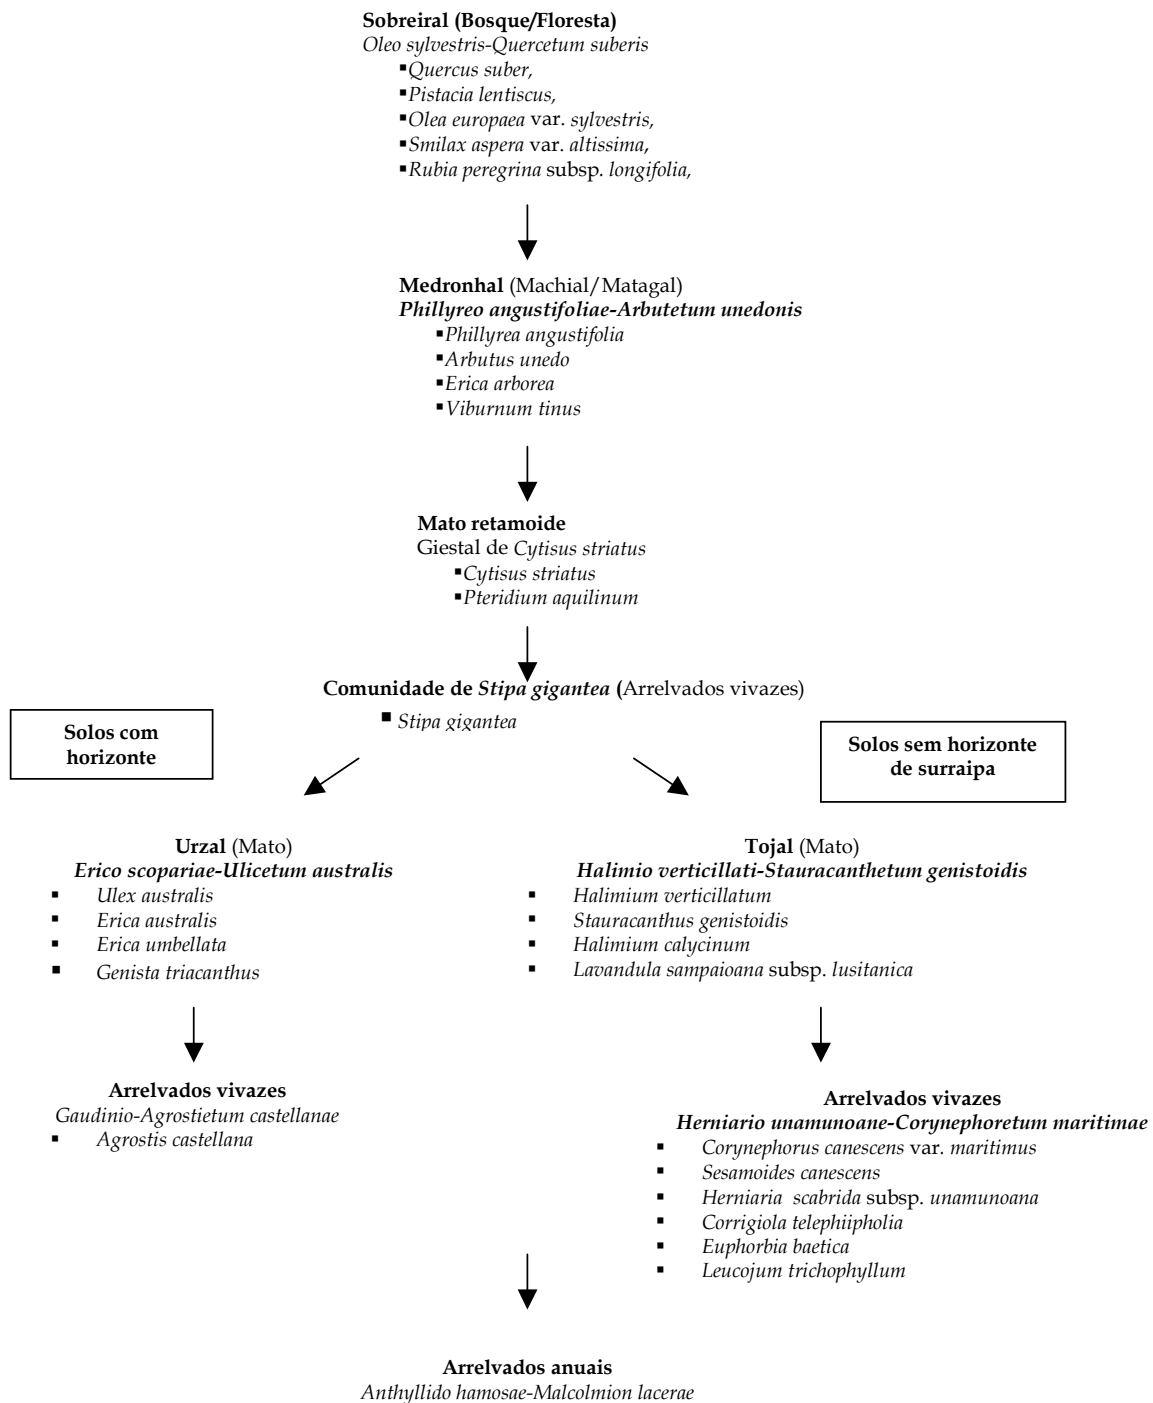 Sobreiral (Bosque/Floresta)
Oleo sylvestris-Quercetum suberis
▪Quercus suber,
▪Pistacia lentiscus,
▪Olea europaea var. sylvestris,
▪Smilax aspera var. altissima,
▪Rubia peregrina subsp. longifolia,
Medronhal (Machial/Matagal)
Phillyreo angustifoliae-Arbutetum unedonis
▪Phillyrea angustifolia
▪Arbutus unedo
▪Erica arborea
▪Viburnum tinus
Mato retamoide
Giestal de Cytisus striatus
▪Cytisus striatus
▪Pteridium aquilinum
Comunidade de Stipa gigantea (Arrelvados vivazes)
▪ Stipa gigantea
Solos com
horizonte
Solos sem horizonte
de surraipa
Urzal (Mato)
Erico scopariae-Ulicetum australis
▪ Ulex australis
▪ Erica australis
▪ Erica umbellata
▪ Genista triacanthus
Tojal (Mato)
Halimio verticillati-Stauracanthetum genistoidis
▪ Halimium verticillatum
▪ Stauracanthus genistoidis
▪ Halimium calycinum
▪ Lavandula sampaioana subsp. lusitanica
Arrelvados vivazes
Gaudinio-Agrostietum castellanae
▪ Agrostis castellana
Arrelvados vivazes
Herniario unamunoane-Corynephoretum maritimae
▪ Corynephorus canescens var. maritimus
▪ Sesamoides canescens
▪ Herniaria scabrida subsp. unamunoana
▪ Corrigiola telephiipholia
▪ Euphorbia baetica
▪ Leucojum trichophyllum
Arrelvados anuais
Anthyllido hamosae-Malcolmion lacerae